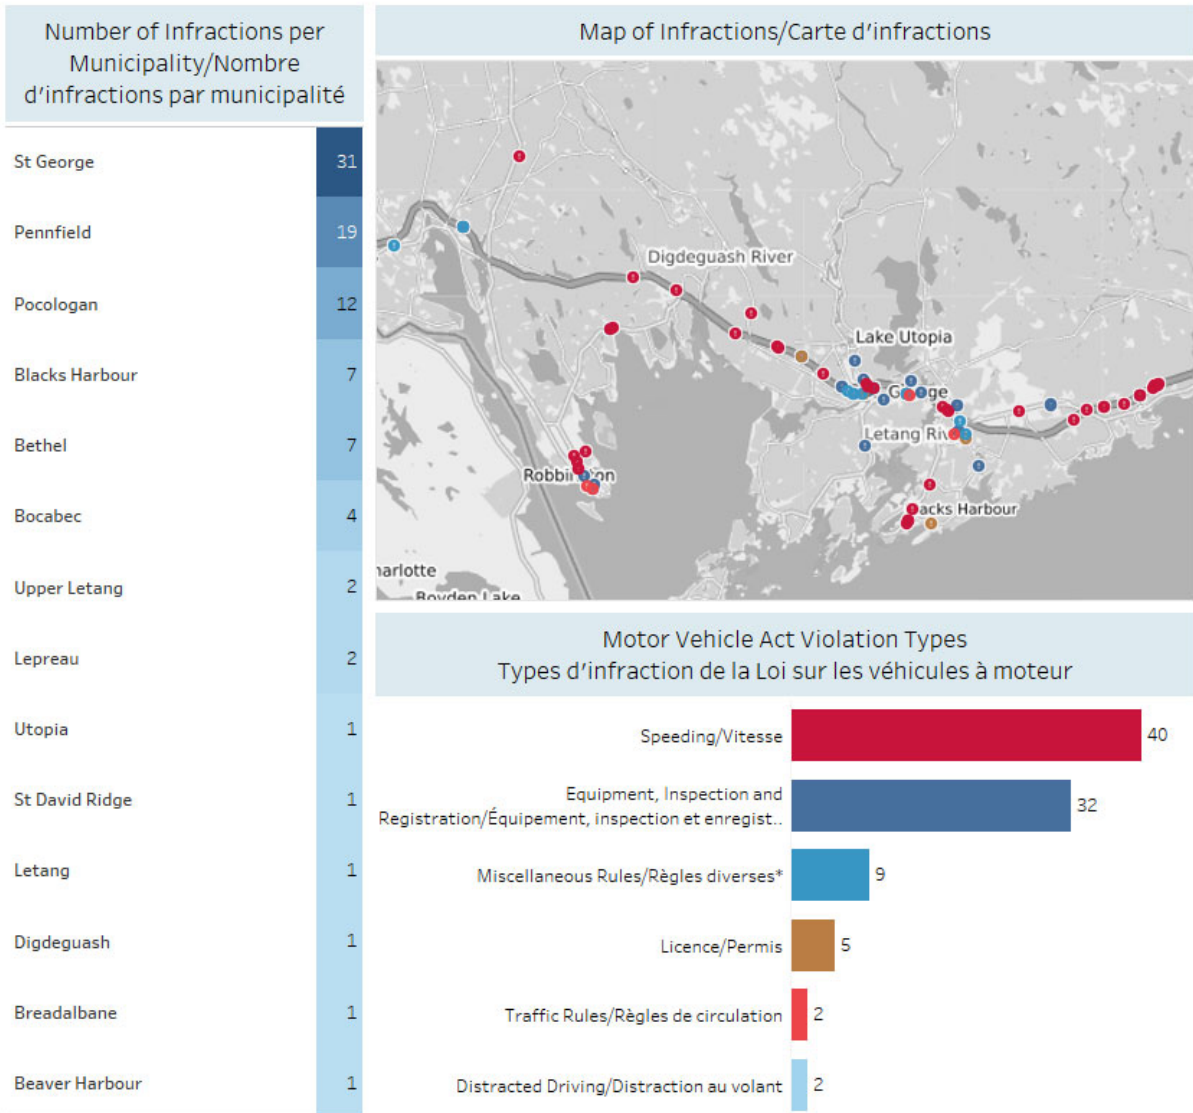 Number of Infractions per
Municipality/Nombre
d'infractions par municipalité
St George 31
Pennfield 19
Pocologan 12
Blacks Harbour 7
Bethel 7
Bocabec 4
Upper Letang 2
Lepreau 2
Utopia 1
St David Ridge 1
Letang 1
Digdeguash 1
Breadalbane 1
Beaver Harbour 1
Map of Infractions/Carte d'infractions
Digdeguash River
Lake Utopia
Letang
acks Harbour
harlotte
Boyden Lake
Motor Vehicle Act Violation Types
Types d'infraction de la Loi sur les véhicules à moteur
Speeding/Vitesse 40
Equipment, Inspection and
Registration/Équipement, inspection et enregist.. 32
Miscellaneous Rules/Règles diverses* 9
Licence/Permis 5
Traffic Rules/Règles de circulation 2
Distracted Driving/Distraction au volant 2